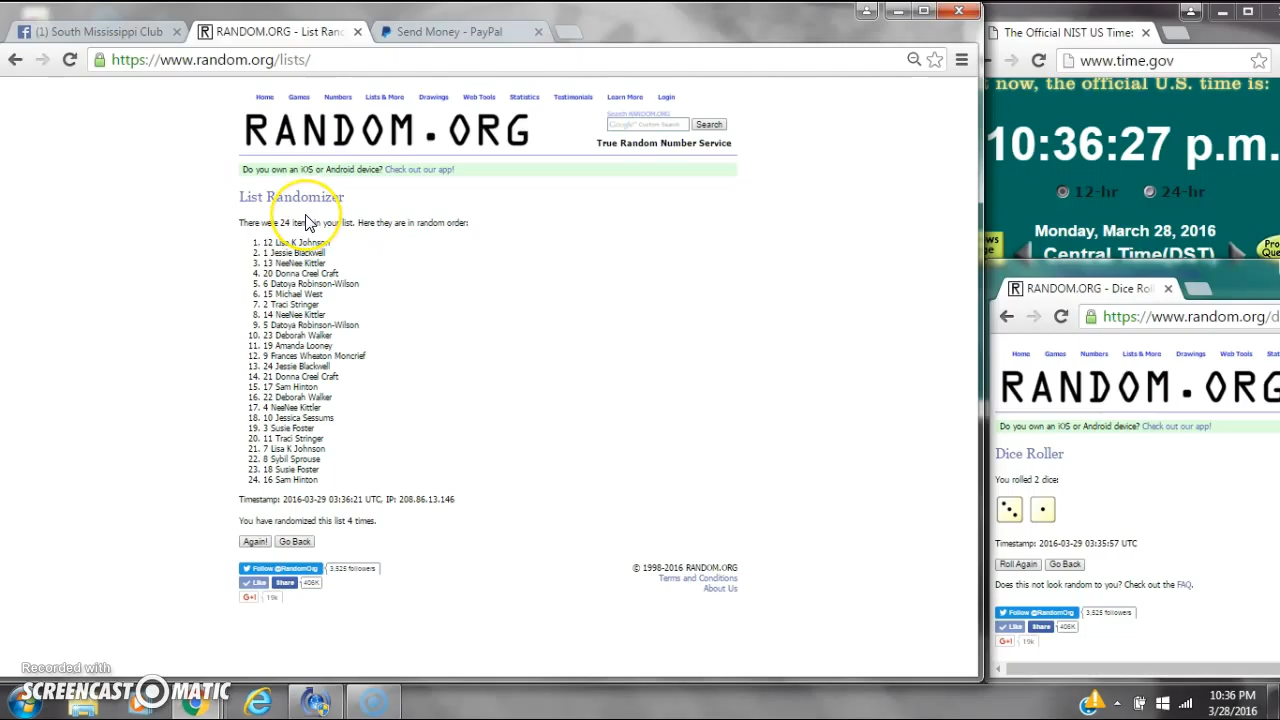 (1) South Mississippi Club
RANDOM.ORG - List Ran
Send Money - PayPal
https://www.random.org/lists/
Home Games Numbers Lists & More Drawings Web Tools Statistics Testimonials Learn More Login
Search RANDOM.ORG
RANDOM.ORG
Google™ Custom Search Search
True Random Number Service
Do you own an iOS or Android device? Check out our app!
List Randomizer
There were 24 items in your list. Here they are in random order:
1. 12 Lisa K Johnson
2. 1 Jessie Blackwell
3. 13 NeeNee Kittler
4. 20 Donna Creel Craft
5. 6 Datoya Robinson-Wilson
6. 15 Michael West
7. 2 Traci Stringer
8. 14 NeeNee Kittler
9. 5 Datoya Robinson-Wilson
10. 23 Deborah Walker
11. 19 Amanda Looney
12. 9 Frances Wheaton Moncrief
13. 24 Jessie Blackwell
14. 21 Donna Creel Craft
15. 17 Sam Hinton
16. 22 Deborah Walker
17. 4 NeeNee Kittler
18. 10 Jessica Sessums
19. 3 Susie Foster
20. 11 Traci Stringer
21. 7 Lisa K Johnson
22. 8 Sybil Sprouse
23. 18 Susie Foster
24. 16 Sam Hinton
Timestamp: 2016-03-29 03:36:21 UTC, IP: 208.86.13.146
You have randomized this list 4 times.
Again! Go Back
Follow @RandomOrg 3,525 followers
Like Share 406K
G+1 19k
© 1998-2016 RANDOM.ORG
Terms and Conditions
About Us
The Official NIST US Time:
www.time.gov
t now, the official U.S. time is:
10:36:27 p.m.
12-hr 24-hr
Monday, March 28, 2016
Central Time(DST)
RANDOM.ORG - Dice Roll
https://www.random.org/d
Home Games Numbers Lists & More Drawings Web Tools Stat
RANDOM.ORG
Do you own an iOS or Android device? Check out our app!
Dice Roller
You rolled 2 dice:
Timestamp: 2016-03-29 03:35:57 UTC
Roll Again Go Back
Does this not look random to you? Check out the FAQ.
Follow @RandomOrg 3,525 followers
Like Share 406K
G+1 19k
Recorded with
SCREENCAST-O-MATIC
10:36 PM
3/28/2016